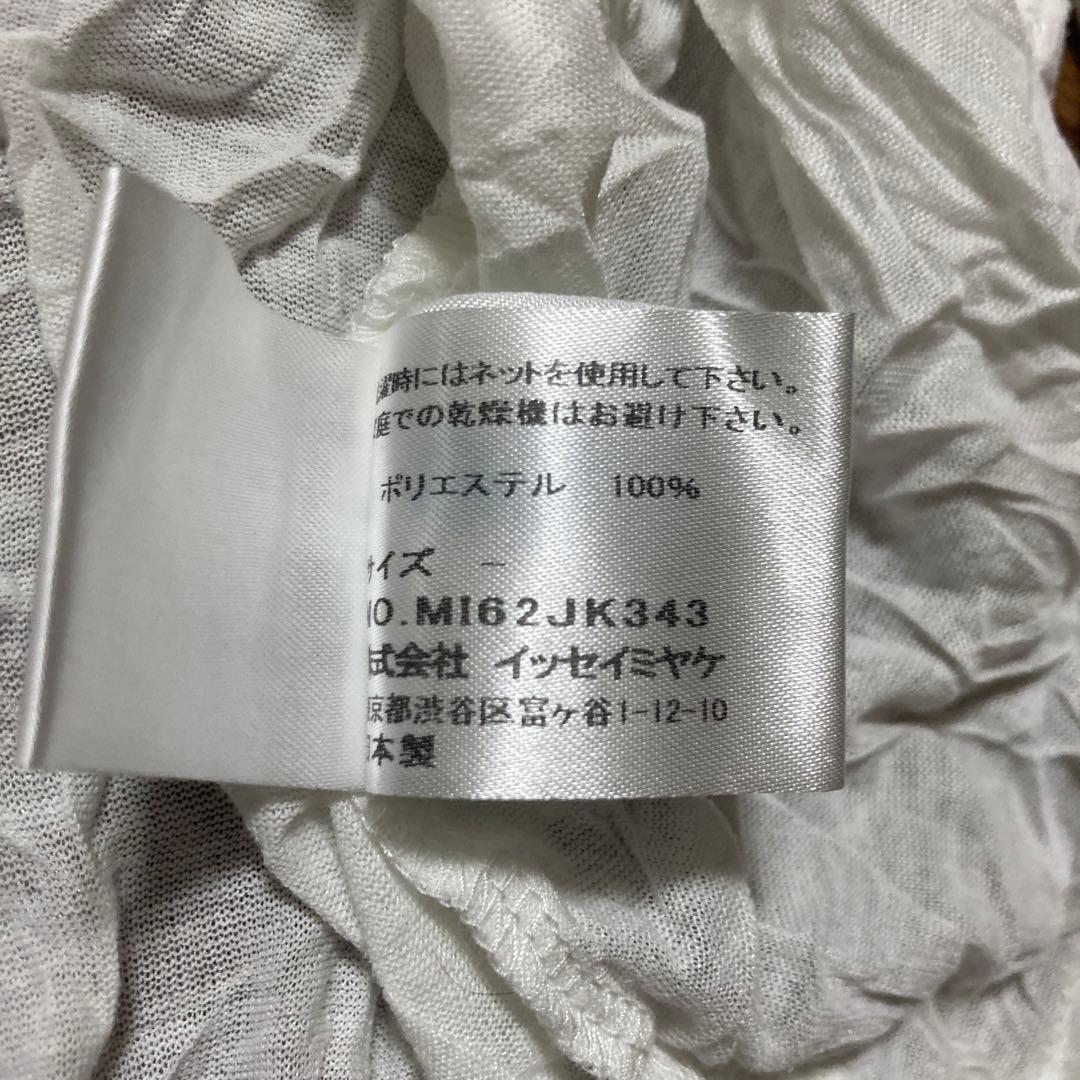 濯時にはネットを使用して下さい。
庭での乾燥機はお避け下さい。
ポリエステル 100%
サイズ －
NO.MI62JK343
式会社 イッセイミヤケ
京都渋谷区富ヶ谷1-12-10
本製